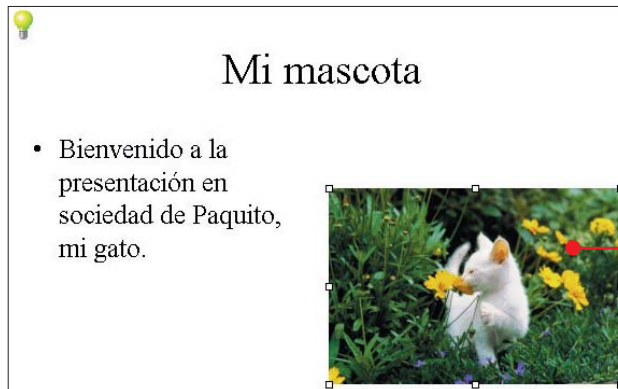 Mi mascota
• Bienvenido a la
presentación en
sociedad de Paquito,
mi gato.